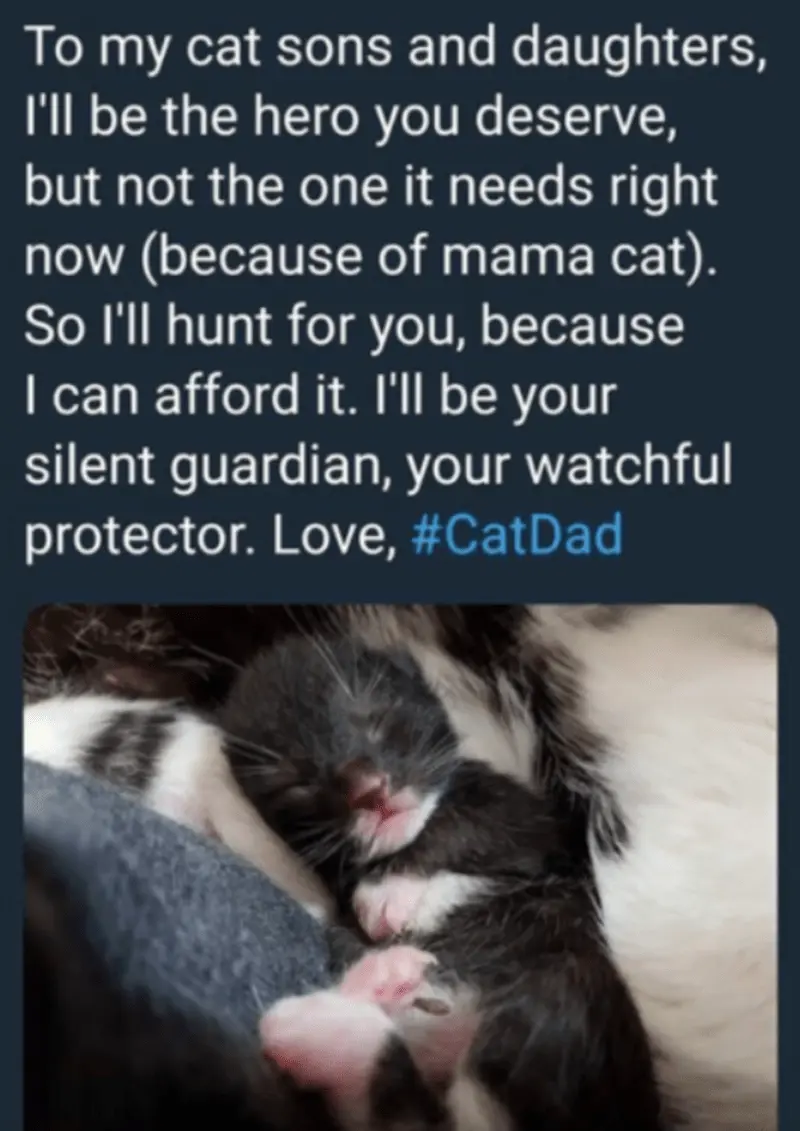 To my cat sons and daughters,
I'll be the hero you deserve,
but not the one it needs right
now (because of mama cat).
So I'll hunt for you, because
I can afford it. I'll be your
silent guardian, your watchful
protector. Love, #CatDad